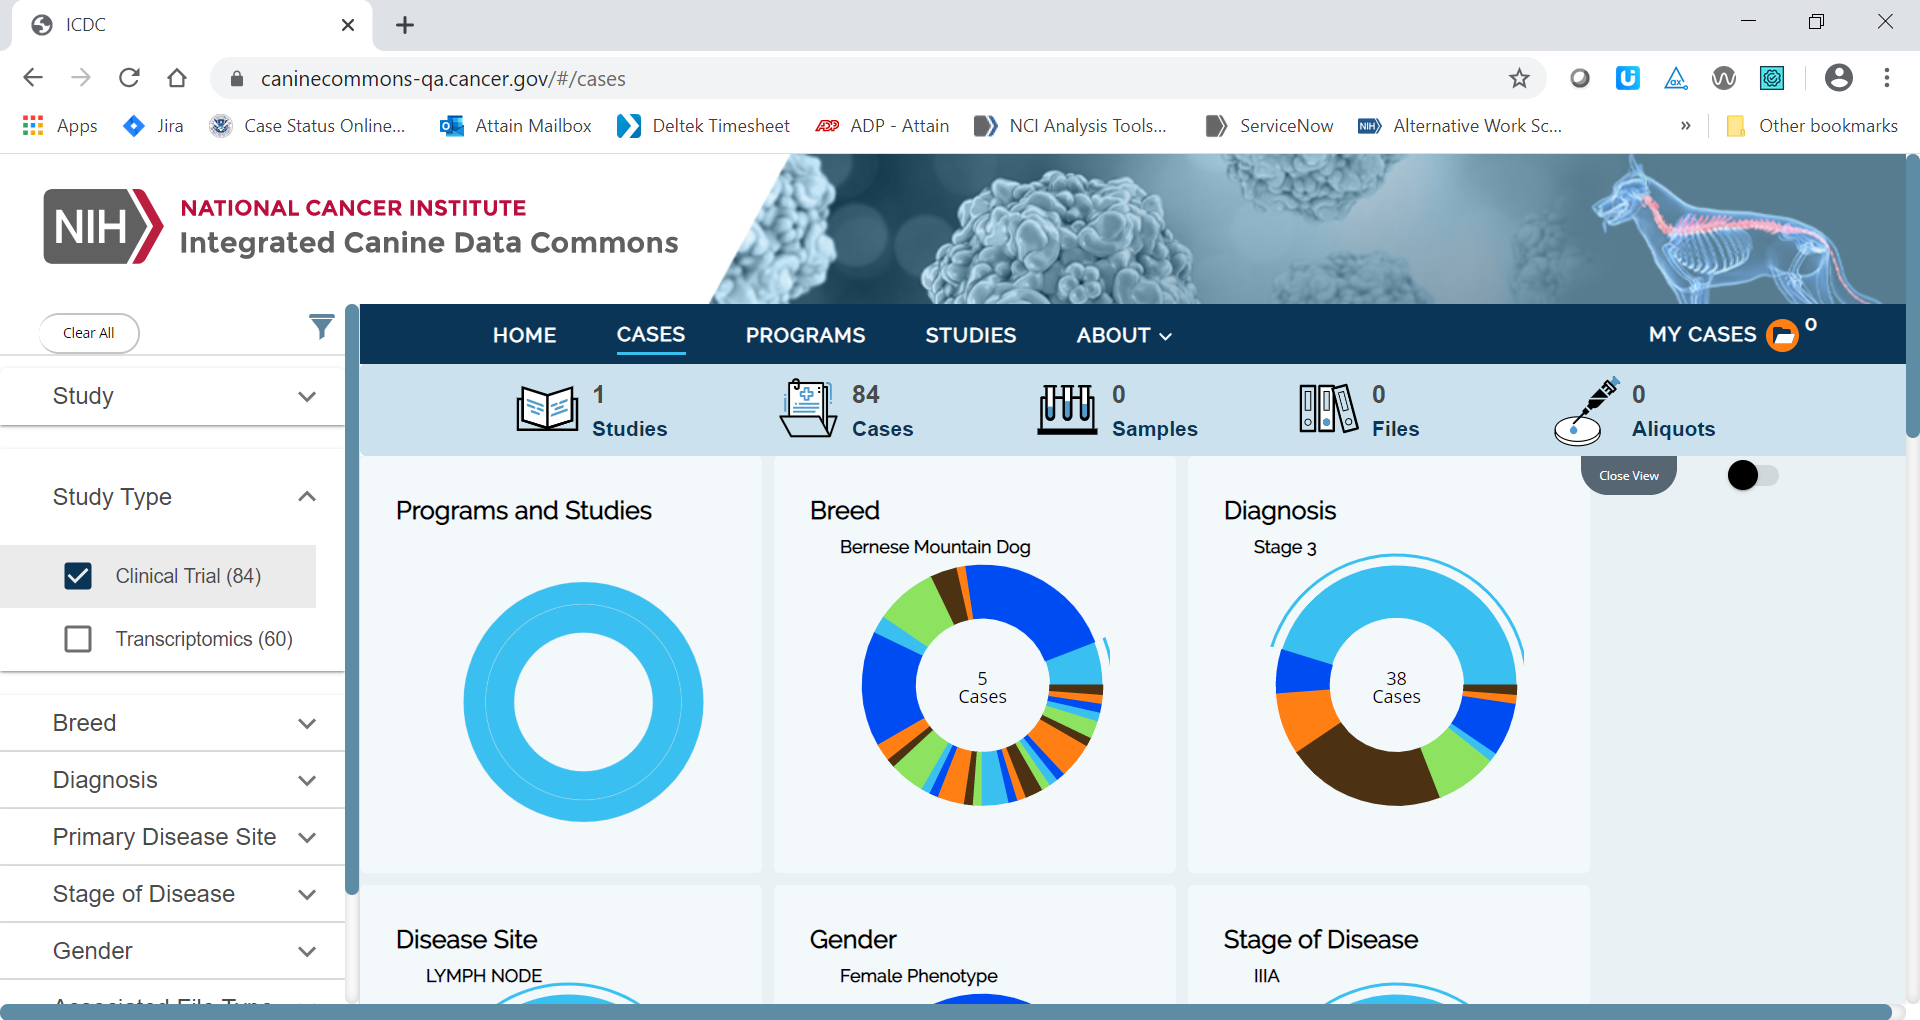 ICDC
caninecommons-qa.cancer.gov/#/cases
Apps
Jira
Case Status Online...
Attain Mailbox
Deltek Timesheet
ADP - Attain
NCI Analysis Tools...
ServiceNow
Alternative Work Sc...
»
Other bookmarks
NIH
NATIONAL CANCER INSTITUTE
Integrated Canine Data Commons
Clear All
HOME
CASES
PROGRAMS
STUDIES
ABOUT
MY CASES
0
1
Studies
84
Cases
0
Samples
0
Files
0
Aliquots
Study
Study Type
Clinical Trial (84)
Transcriptomics (60)
Breed
Diagnosis
Primary Disease Site
Stage of Disease
Gender
Associated File Type
Close View
Programs and Studies
Breed
Bernese Mountain Dog
5
Cases
Diagnosis
Stage 3
38
Cases
Disease Site
LYMPH NODE
Gender
Female Phenotype
Stage of Disease
IIIA